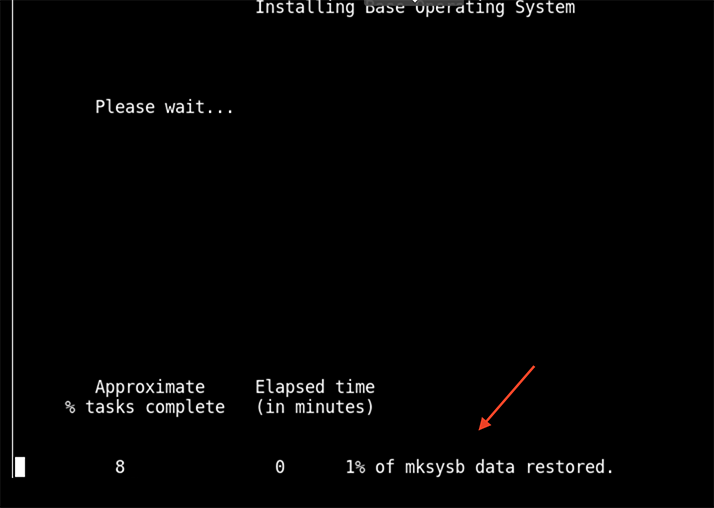 Installing Base Operating System
Please wait...
Approximate Elapsed time
% tasks complete (in minutes)
8 0 1% of mksysb data restored.